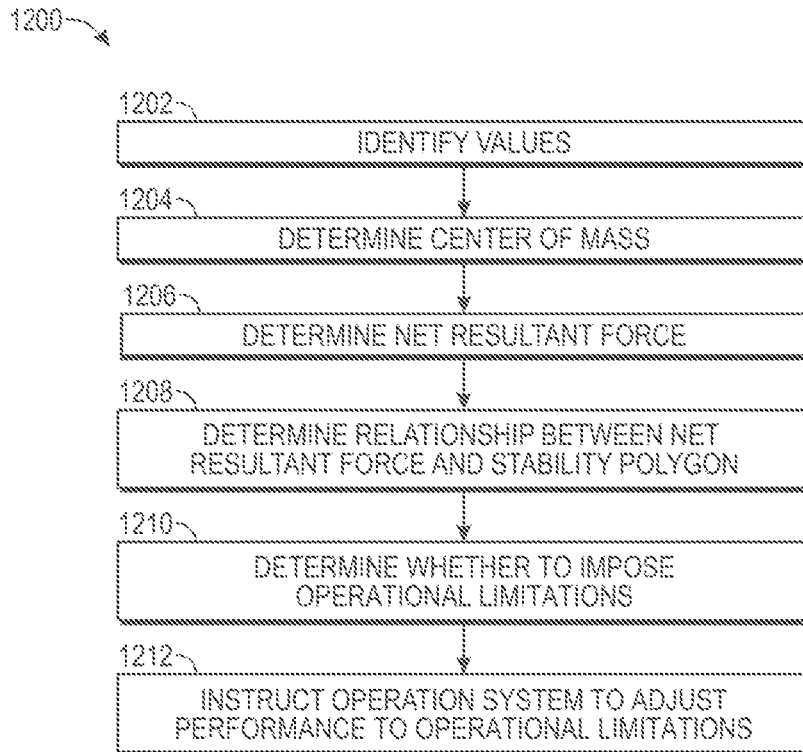 1200
1202
IDENTIFY VALUES
1204
DETERMINE CENTER OF MASS
1206
DETERMINE NET RESULTANT FORCE
1208
DETERMINE RELATIONSHIP BETWEEN NET
RESULTANT FORCE AND STABILITY POLYGON
1210
DETERMINE WHETHER TO IMPOSE
OPERATIONAL LIMITATIONS
1212
INSTRUCT OPERATION SYSTEM TO ADJUST
PERFORMANCE TO OPERATIONAL LIMITATIONS